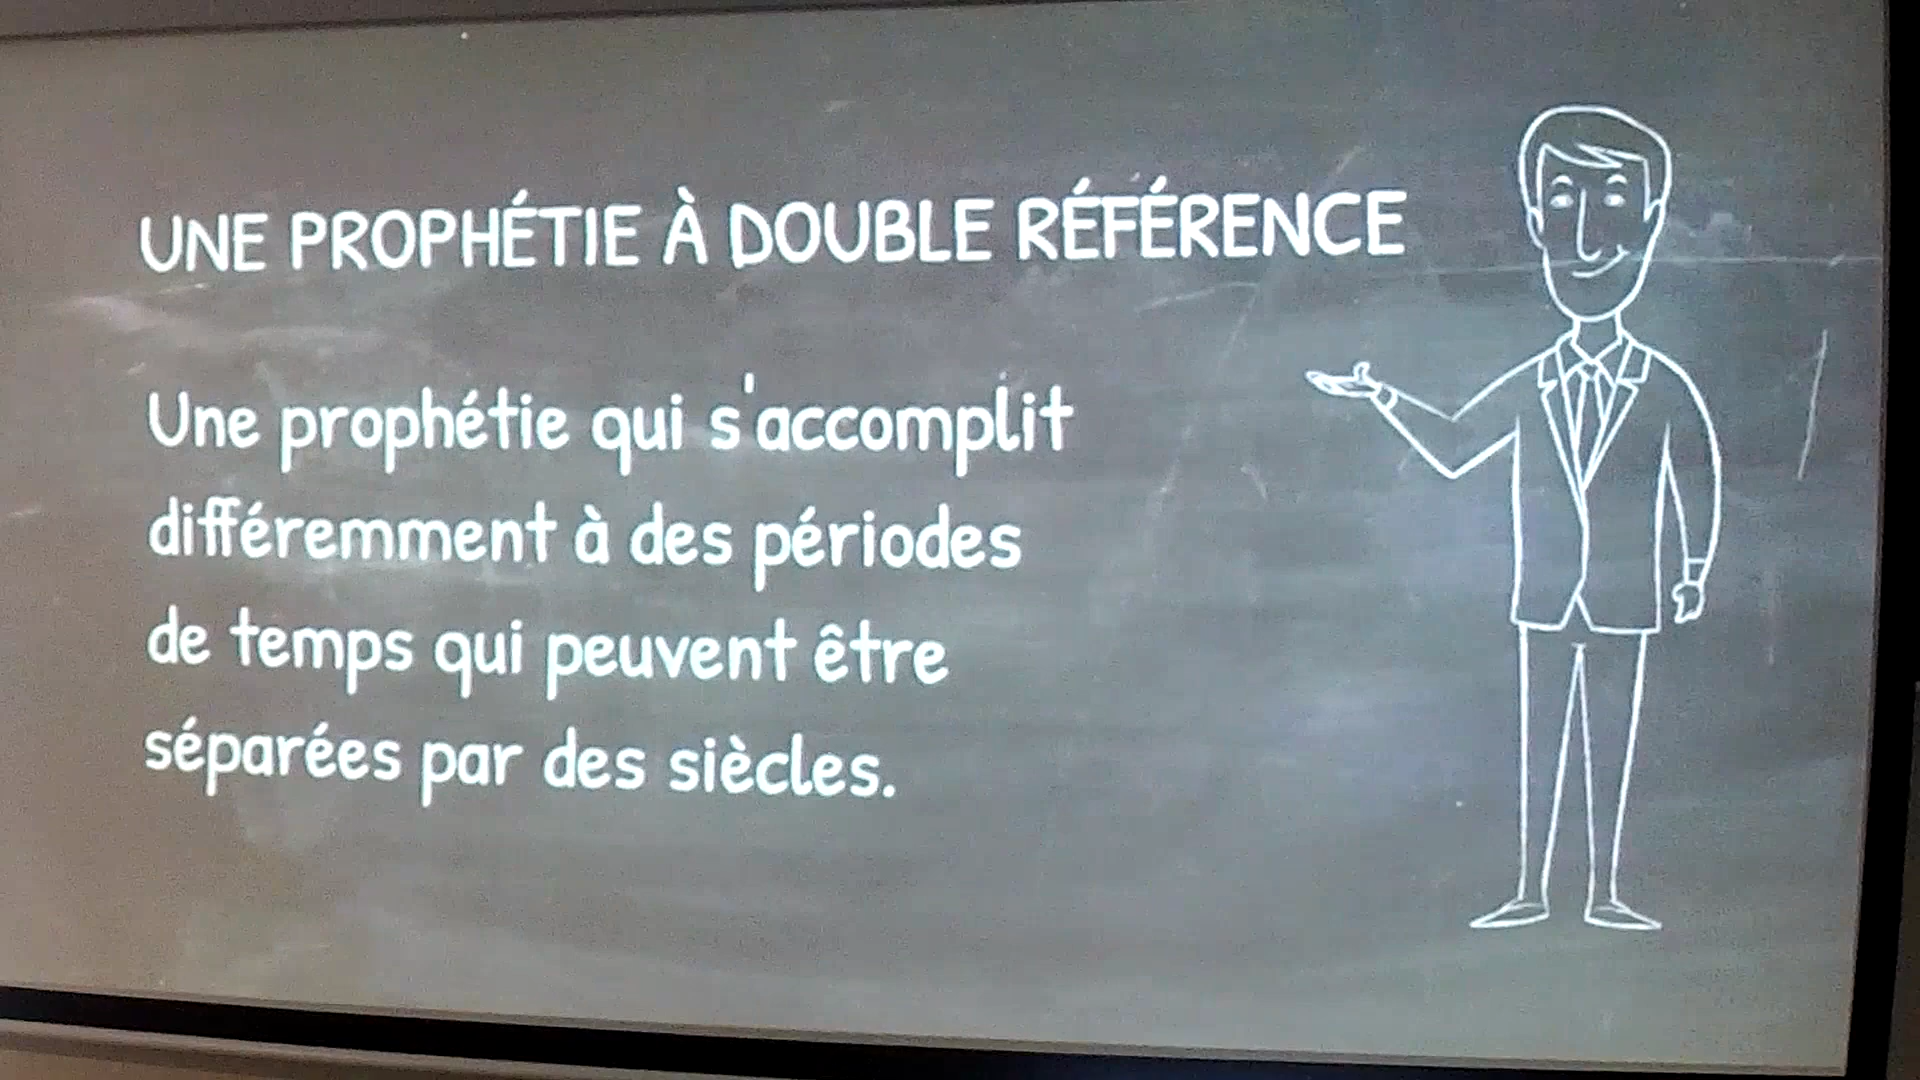 UNE PROPHÉTIE À DOUBLE RÉFÉRENCE
Une prophétie qui s'accomplit
différemment à des périodes
de temps qui peuvent être
séparées par des siècles.